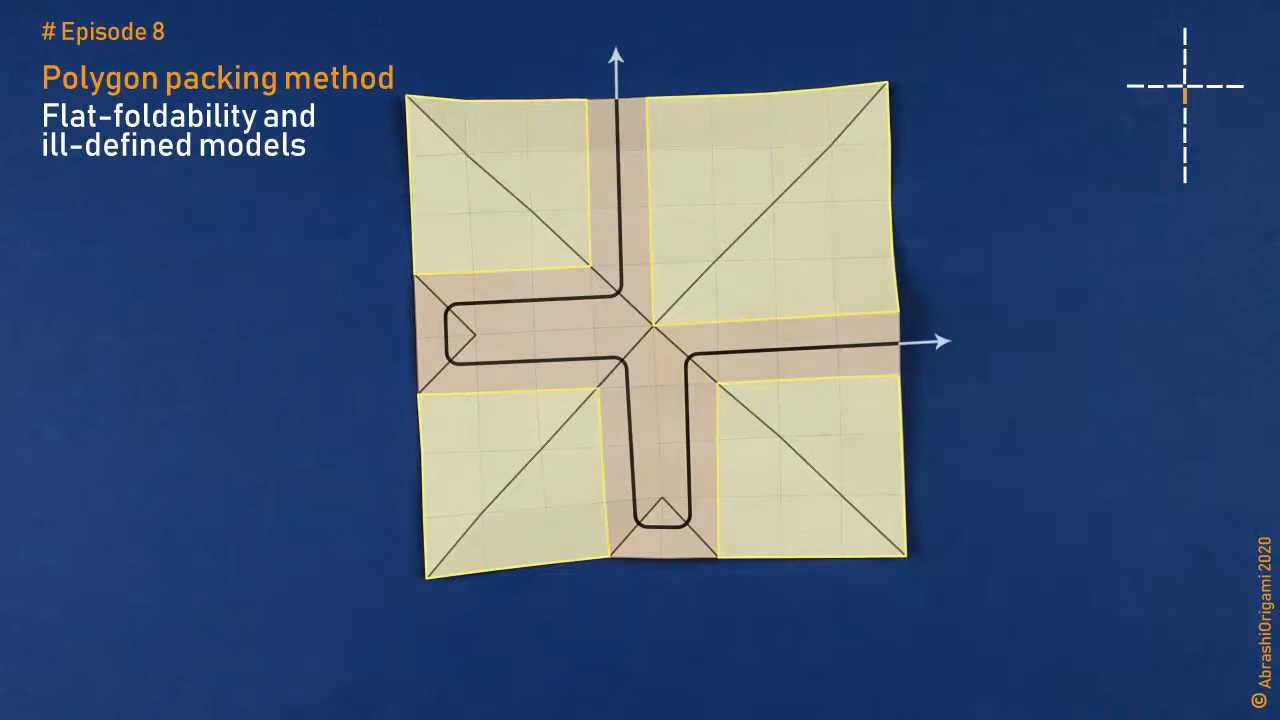 # Episode 8
Polygon packing method
Flat-foldability and
ill-defined models
© AbrashiOrigami 2020